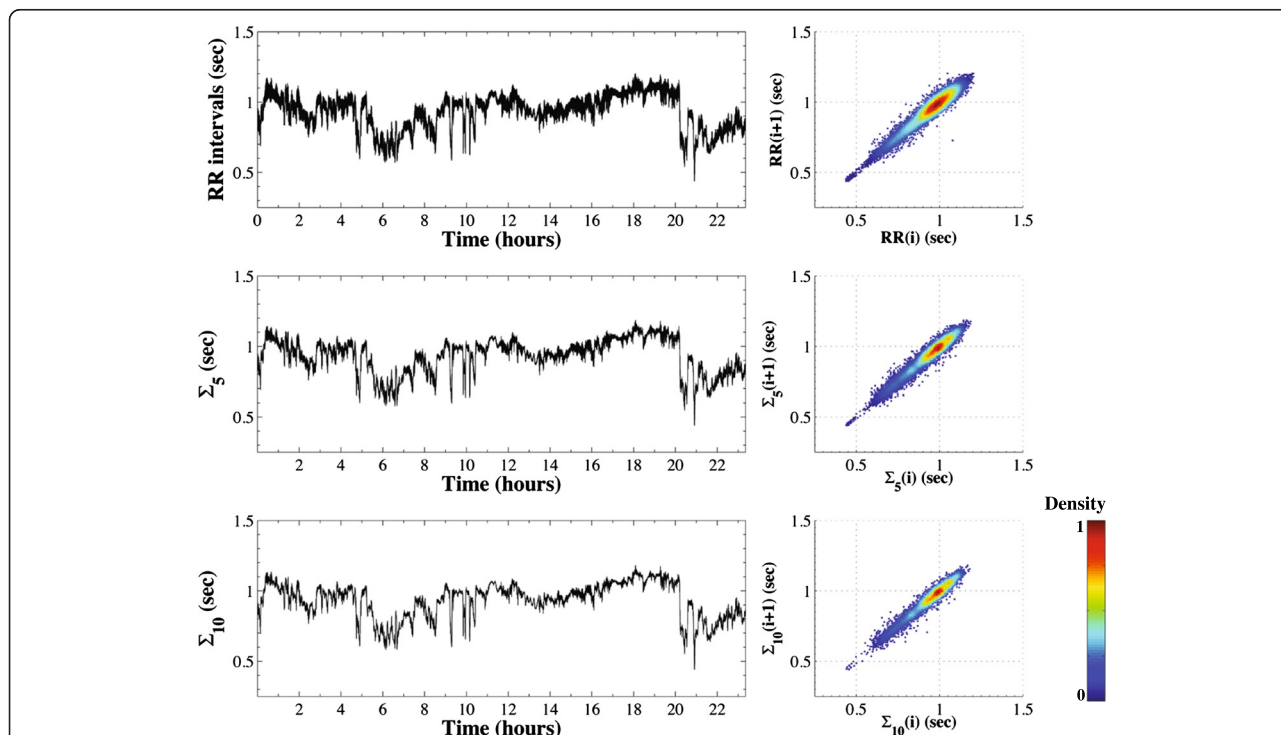 1.5
1
0.5
RR intervals (sec)
0 2 4 6 8 10 12 14 16 18 20 22
Time (hours)
1.5
1
0.5
RR(i+1) (sec)
0.5 1 1.5
RR(i) (sec)
1.5
1
0.5
Σ5 (sec)
2 4 6 8 10 12 14 16 18 20 22
Time (hours)
1.5
1
0.5
Σ5(i+1) (sec)
0.5 1 1.5
Σ5(i) (sec)
1.5
1
0.5
Σ10 (sec)
2 4 6 8 10 12 14 16 18 20 22
Time (hours)
1.5
1
0.5
Σ10(i+1) (sec)
0.5 1 1.5
Σ10(i) (sec)
Density
1
0